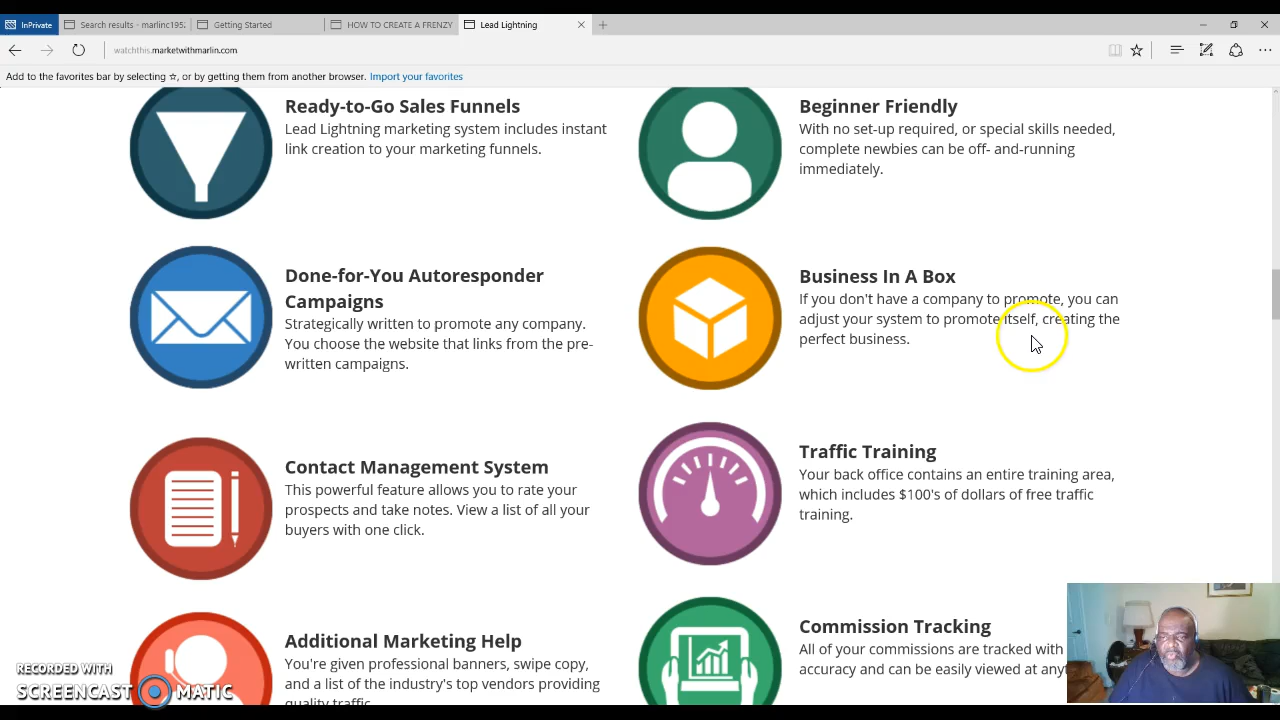 InPrivate
Search results - marlinc195
Getting Started
HOW TO CREATE A FRENZY
Lead Lightning
watchthis.marketwithmarlin.com
Add to the favorites bar by selecting ☆, or by getting them from another browser. Import your favorites
Ready-to-Go Sales Funnels
Lead Lightning marketing system includes instant
link creation to your marketing funnels.
Beginner Friendly
With no set-up required, or special skills needed,
complete newbies can be off- and-running
immediately.
Done-for-You Autoresponder
Campaigns
Strategically written to promote any company.
You choose the website that links from the pre-
written campaigns.
Business In A Box
If you don't have a company to promote, you can
adjust your system to promote itself, creating the
perfect business.
Contact Management System
This powerful feature allows you to rate your
prospects and take notes. View a list of all your
buyers with one click.
Traffic Training
Your back office contains an entire training area,
which includes $100's of dollars of free traffic
training.
Additional Marketing Help
You're given professional banners, swipe copy,
and a list of the industry's top vendors providing
quality traffic.
Commission Tracking
All of your commissions are tracked with
accuracy and can be easily viewed at any
RECORDED WITH
SCREENCAST MATIC